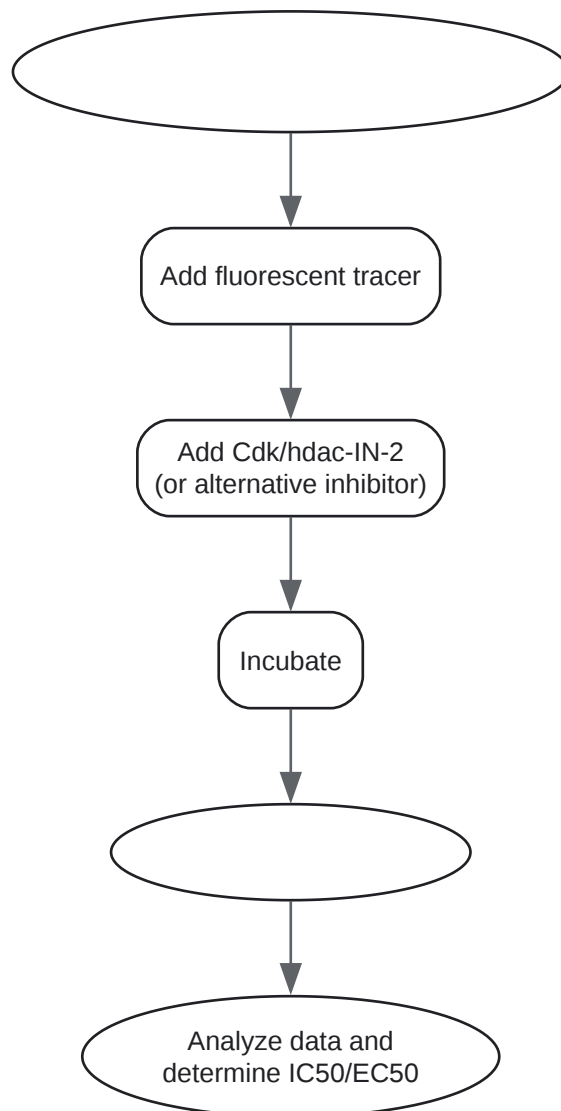 Add fluorescent tracer
Add Cdk/hdac-IN-2
(or alternative inhibitor)
Incubate
Analyze data and
determine IC50/EC50